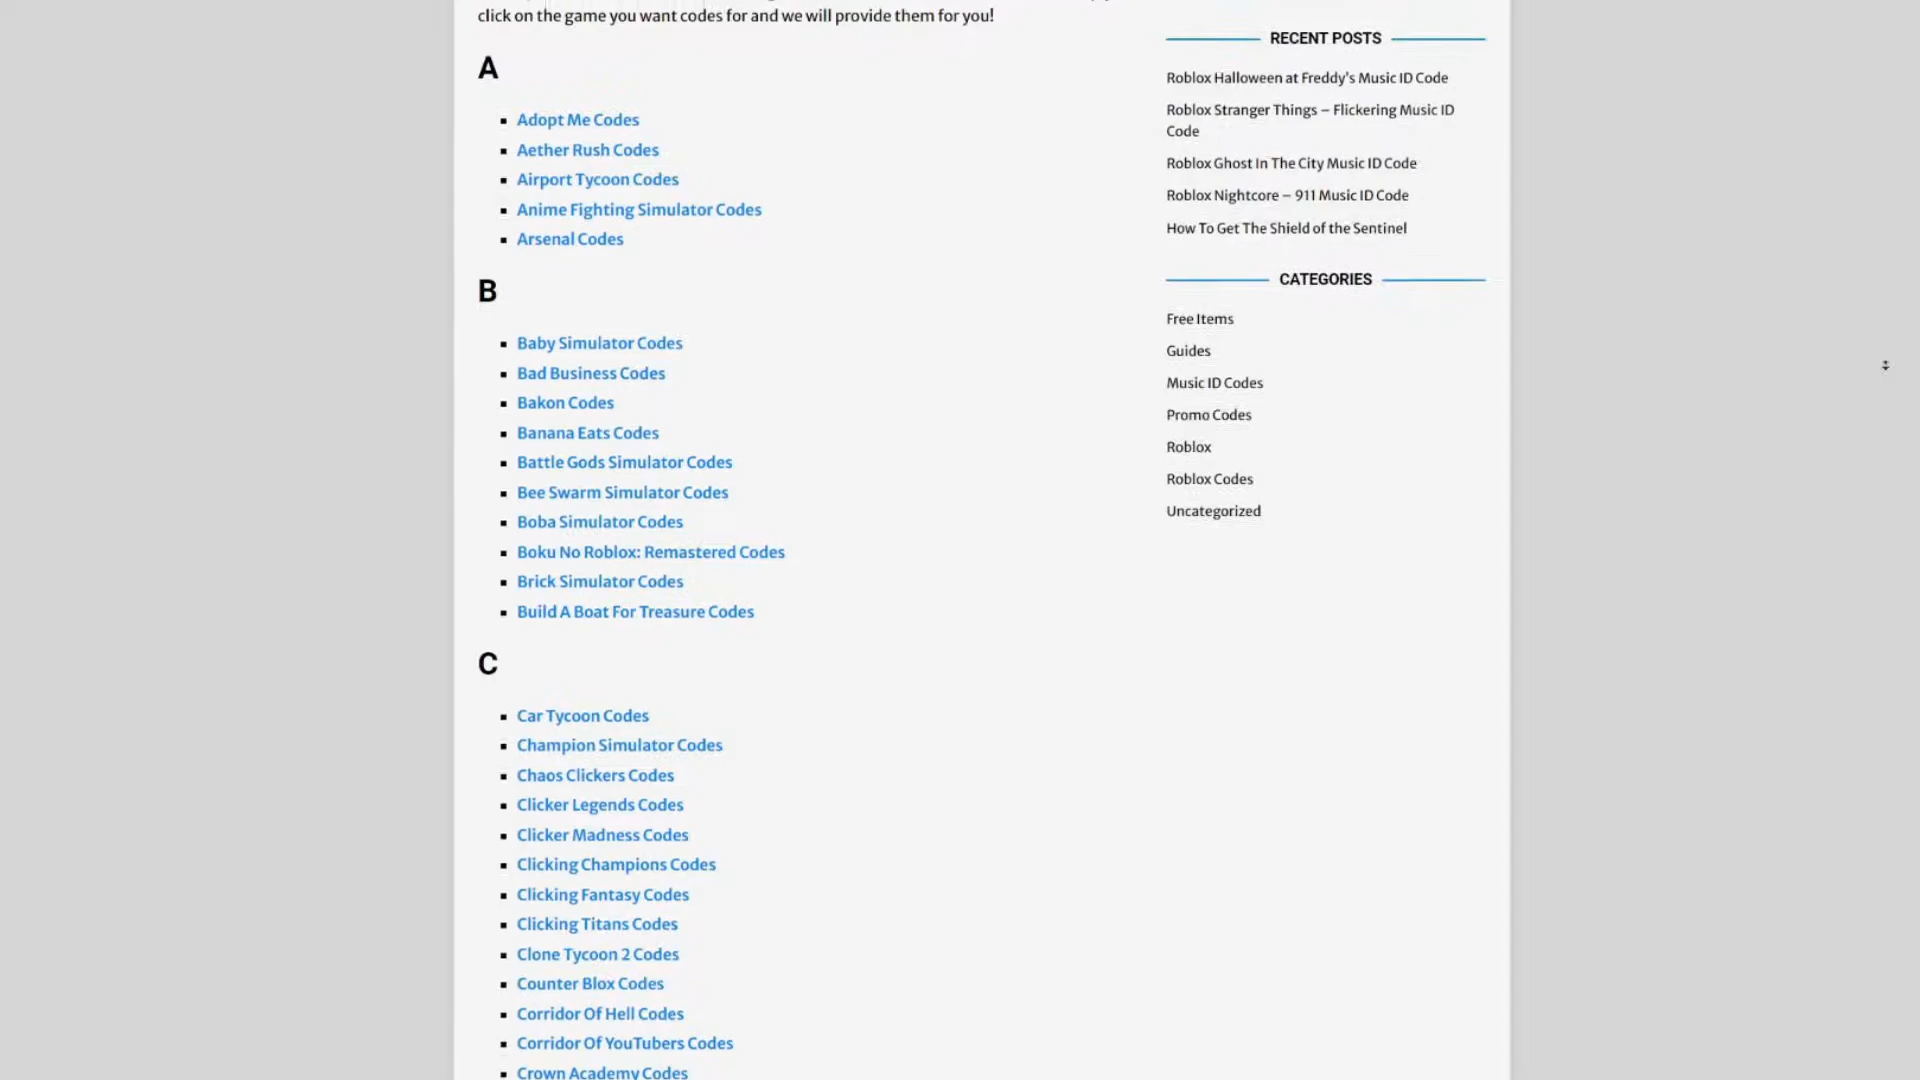 click on the game you want codes for and we will provide them for you!
A
Adopt Me Codes
Aether Rush Codes
Airport Tycoon Codes
Anime Fighting Simulator Codes
Arsenal Codes
B
Baby Simulator Codes
Bad Business Codes
Bakon Codes
Banana Eats Codes
Battle Gods Simulator Codes
Bee Swarm Simulator Codes
Boba Simulator Codes
Boku No Roblox: Remastered Codes
Brick Simulator Codes
Build A Boat For Treasure Codes
C
Car Tycoon Codes
Champion Simulator Codes
Chaos Clickers Codes
Clicker Legends Codes
Clicker Madness Codes
Clicking Champions Codes
Clicking Fantasy Codes
Clicking Titans Codes
Clone Tycoon 2 Codes
Counter Blox Codes
Corridor Of Hell Codes
Corridor Of YouTubers Codes
Crown Academy Codes
RECENT POSTS
Roblox Halloween at Freddy's Music ID Code
Roblox Stranger Things – Flickering Music ID
Code
Roblox Ghost In The City Music ID Code
Roblox Nightcore – 911 Music ID Code
How To Get The Shield of the Sentinel
CATEGORIES
Free Items
Guides
Music ID Codes
Promo Codes
Roblox
Roblox Codes
Uncategorized